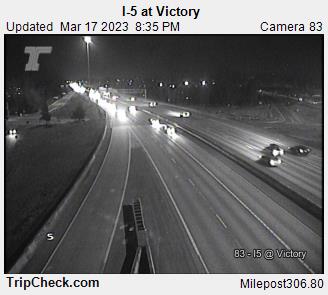 I-5 at Victory
Updated Mar 17 2023 8:35 PM Camera 83
T
S
83 - I5 @ Victory
TripCheck.com Milepost306.80